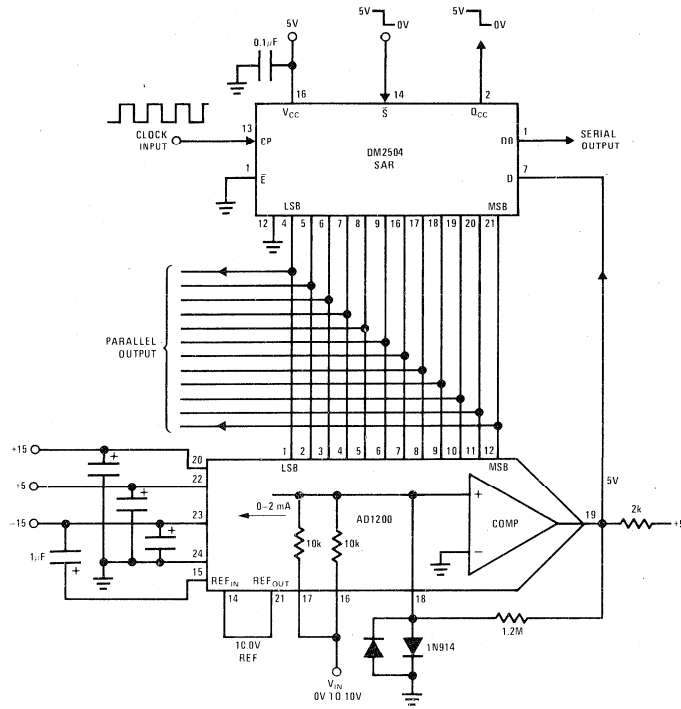 5V
5V
0V
5V
0V
0.1µF
16
14
2
VCC
S̅
QCC
CLOCK
INPUT
13
CP
DM2504
SAR
DO
1
SERIAL
OUTPUT
1
E̅
D
7
LSB
MSB
12 4 5 6 7 8 9 16 17 18 19 20 21
PARALLEL
OUTPUT
1 2 3 4 5 6 7 8 9 10 11 12
LSB
MSB
+15
20
+5
22
-15
23
24
1µF
15
0-2 mA
AD1200
10k
10k
+
COMP
-
5V
19
2k
+5
REFIN
REFOUT
14
21
17
16
18
10.0V
REF
1.2M
1N914
VIN
0V TO 10V